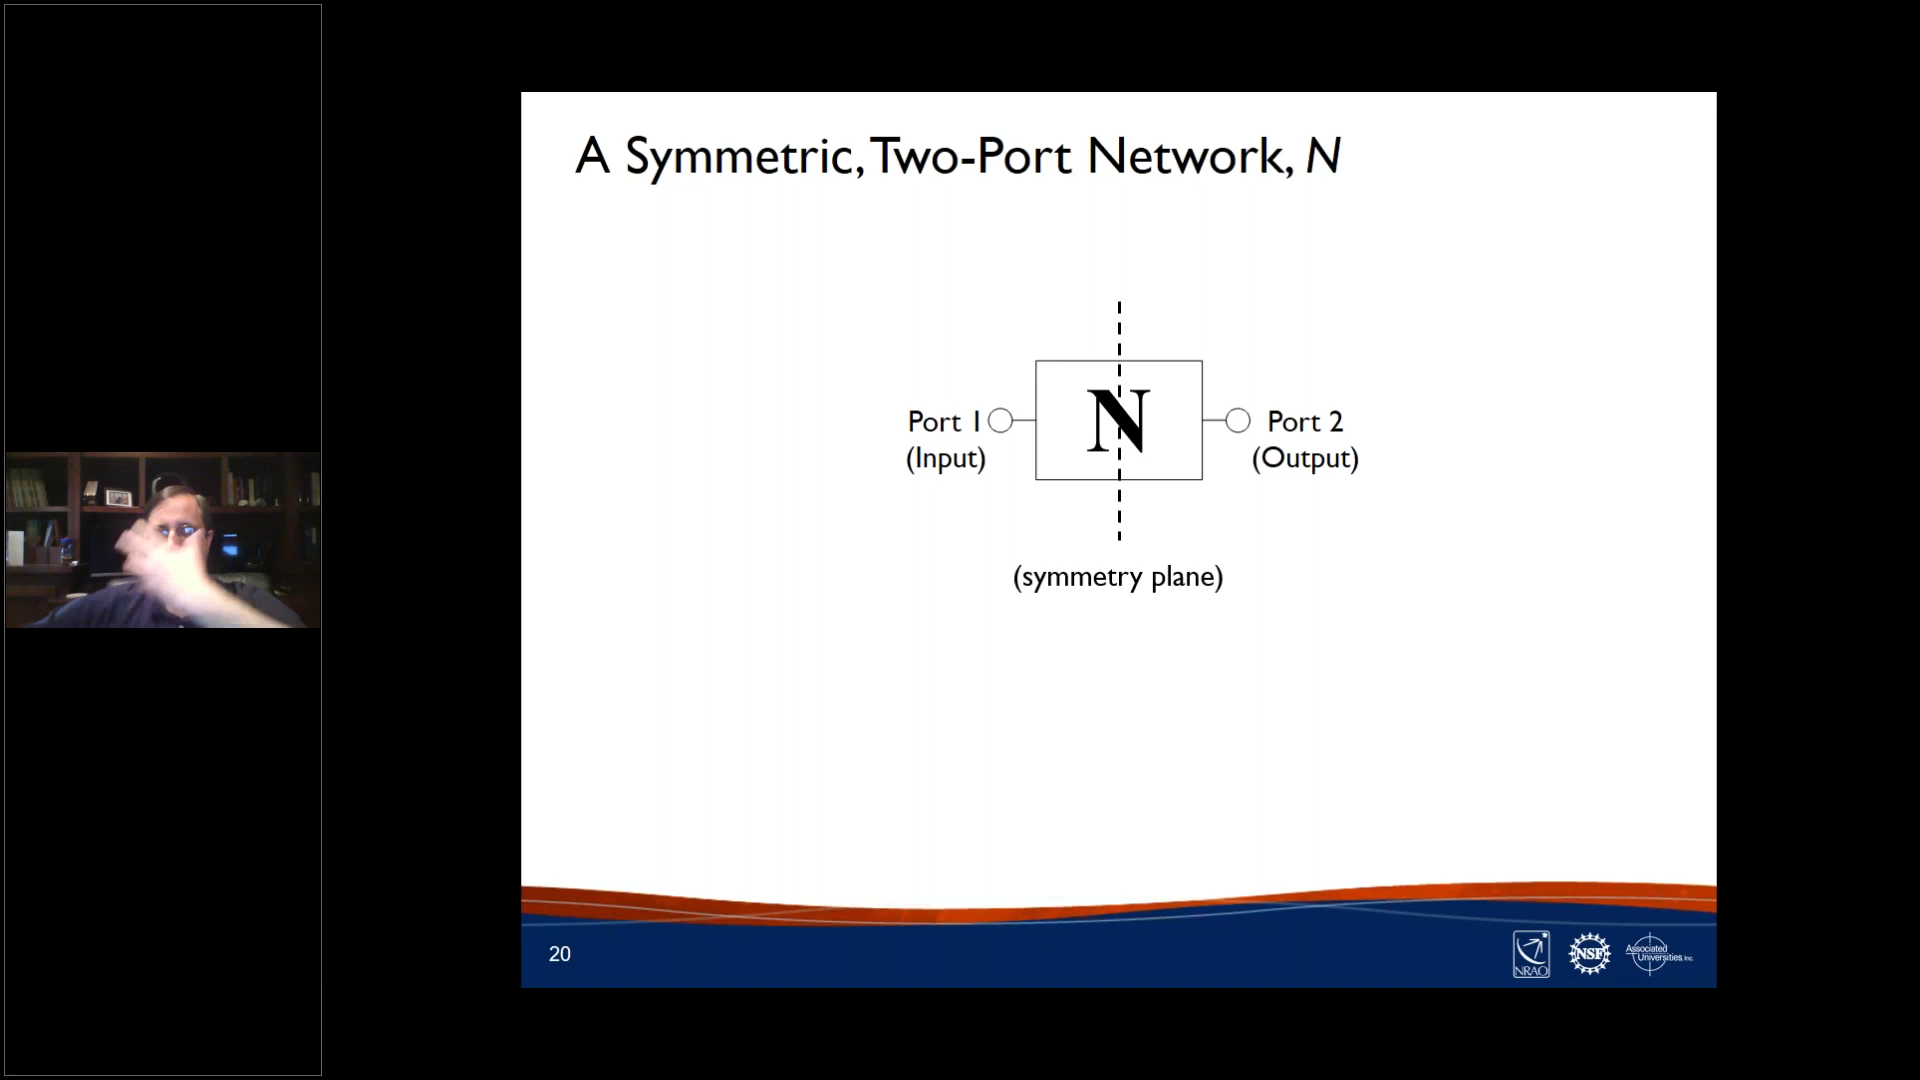 A Symmetric, Two-Port Network, N
N
Port 1
(Input)
Port 2
(Output)
(symmetry plane)
20
NRAO
NSF
Associated
Universities, Inc.